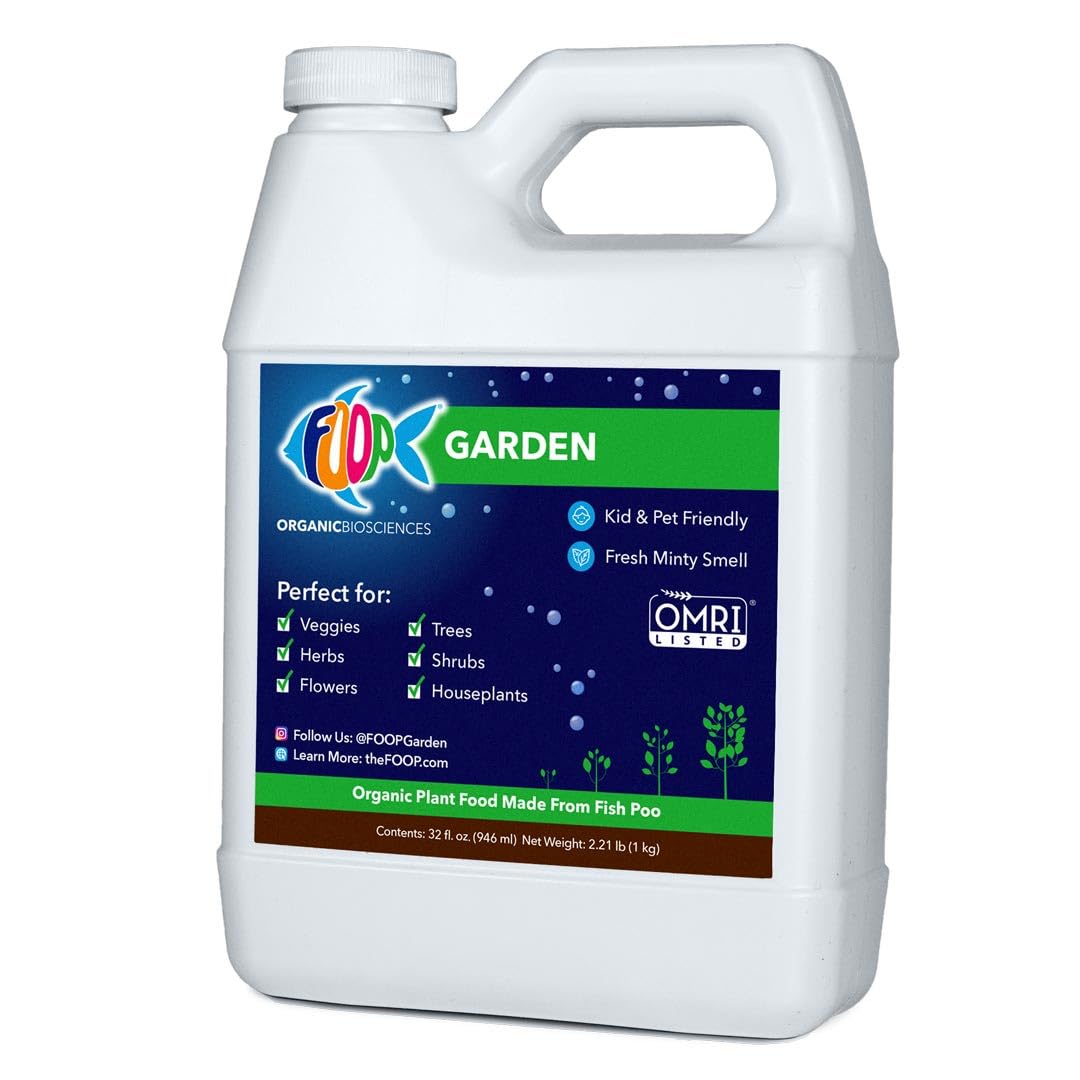 FOOP®
GARDEN
ORGANICBIOSCIENCES
Kid & Pet Friendly
Fresh Minty Smell
OMRI®
LISTED
Perfect for:
Veggies
Herbs
Flowers
Trees
Shrubs
Houseplants
Follow Us: @FOOPGarden
Learn More: theFOOP.com
Organic Plant Food Made From Fish Poo
Contents: 32 fl. oz. (946 ml) Net Weight: 2.21 lb (1 kg)